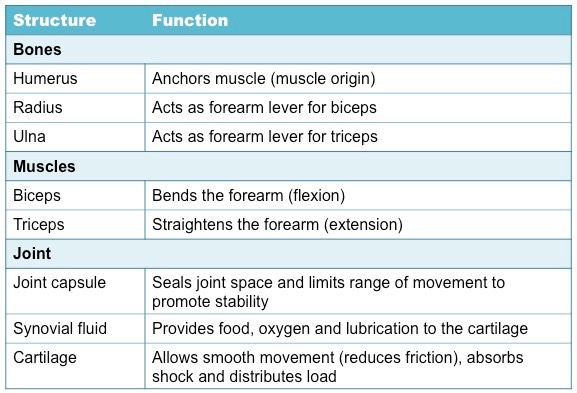 Structure Function
Bones
Humerus Anchors muscle (muscle origin)
Radius Acts as forearm lever for biceps
Ulna Acts as forearm lever for triceps
Muscles
Biceps Bends the forearm (flexion)
Triceps Straightens the forearm (extension)
Joint
Joint capsule Seals joint space and limits range of movement to
promote stability
Synovial fluid Provides food, oxygen and lubrication to the cartilage
Cartilage Allows smooth movement (reduces friction), absorbs
shock and distributes load